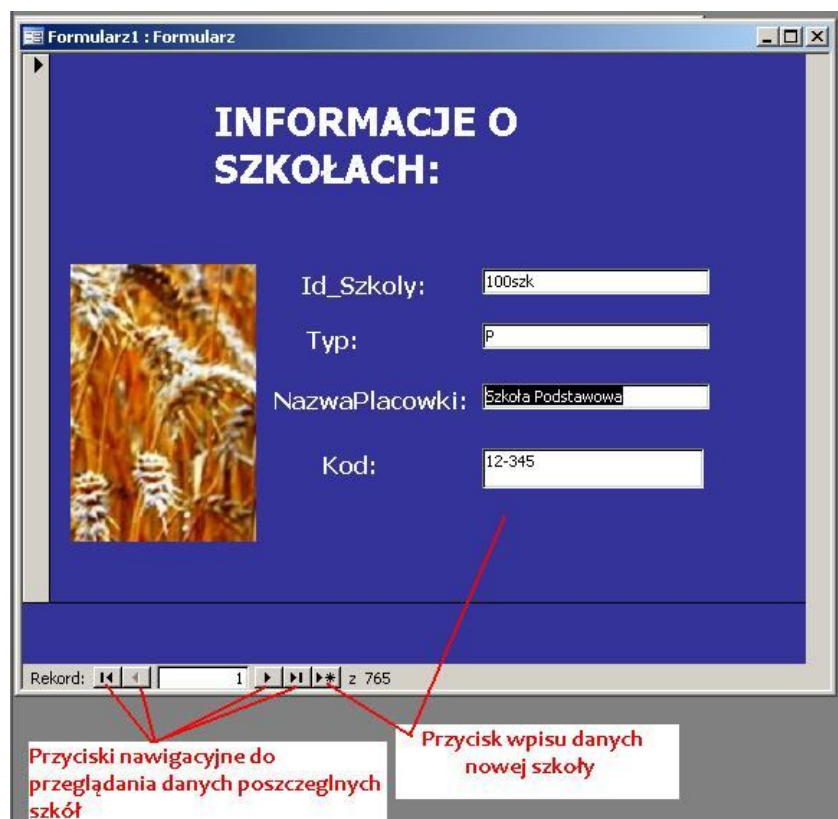 Formularz1 : Formularz
INFORMACJE O
SZKOŁACH:
Id_Szkoly:
100szk
Typ:
P
NazwaPlacowki:
Szkoła Podstawowa
Kod:
12-345
Rekord:
1
z 765
Przyciski nawigacyjne do
przeglądania danych poszczeglnych
szkół
Przycisk wpisu danych
nowej szkoły